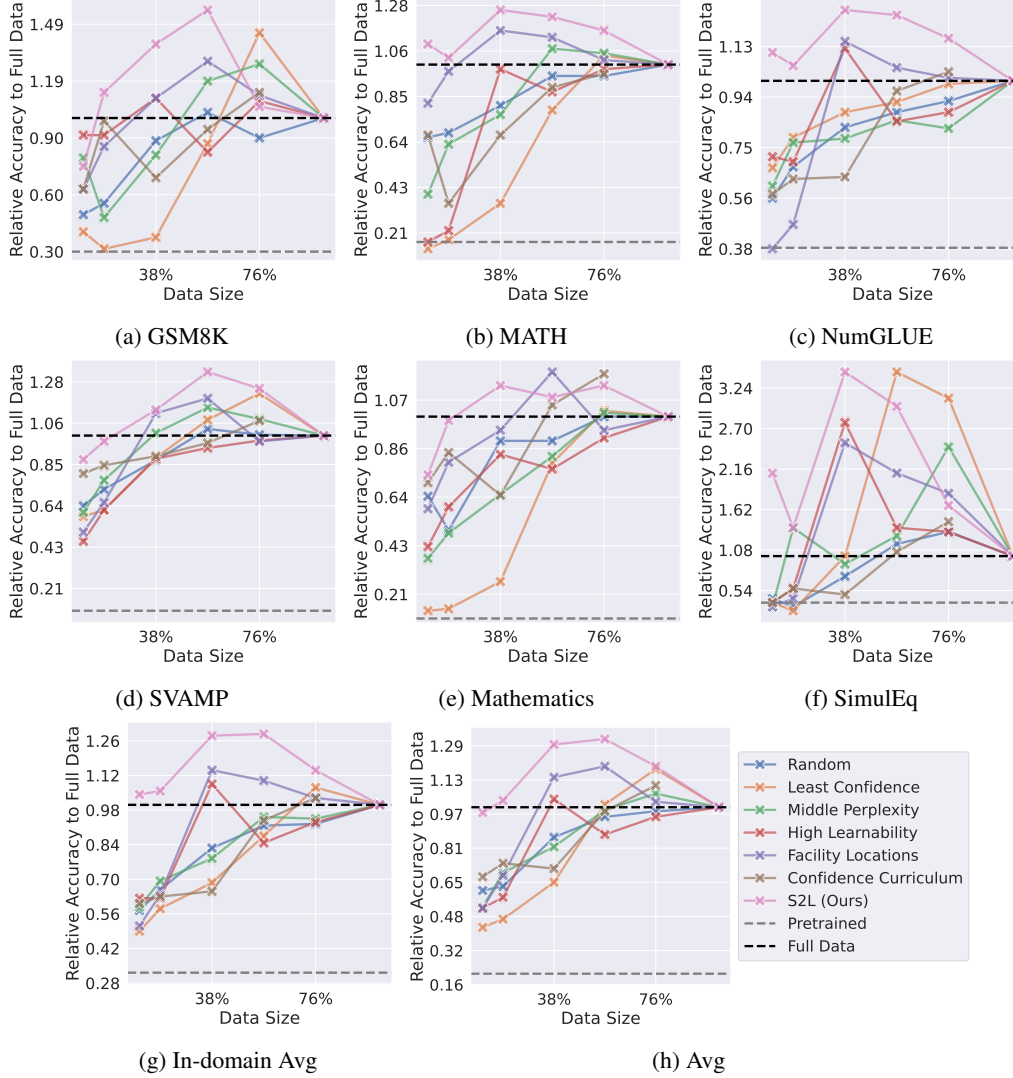 Relative Accuracy to Full Data
1.49
1.19
0.90
0.60
0.30
38%
76%
Data Size
(a) GSM8K
Relative Accuracy to Full Data
1.28
1.06
0.85
0.64
0.43
0.21
38%
76%
Data Size
(b) MATH
Relative Accuracy to Full Data
1.13
0.94
0.75
0.56
0.38
38%
76%
Data Size
(c) NumGLUE
Relative Accuracy to Full Data
1.28
1.06
0.85
0.64
0.43
0.21
38%
76%
Data Size
(d) SVAMP
Relative Accuracy to Full Data
1.07
0.86
0.64
0.43
0.21
38%
76%
Data Size
(e) Mathematics
Relative Accuracy to Full Data
3.24
2.70
2.16
1.62
1.08
0.54
38%
76%
Data Size
(f) SimulEq
Relative Accuracy to Full Data
1.26
1.12
0.98
0.84
0.70
0.56
0.42
0.28
38%
76%
Data Size
(g) In-domain Avg
Relative Accuracy to Full Data
1.29
1.13
0.97
0.81
0.65
0.48
0.32
0.16
38%
76%
Data Size
(h) Avg
Random
Least Confidence
Middle Perplexity
High Learnability
Facility Locations
Confidence Curriculum
S2L (Ours)
Pretrained
Full Data